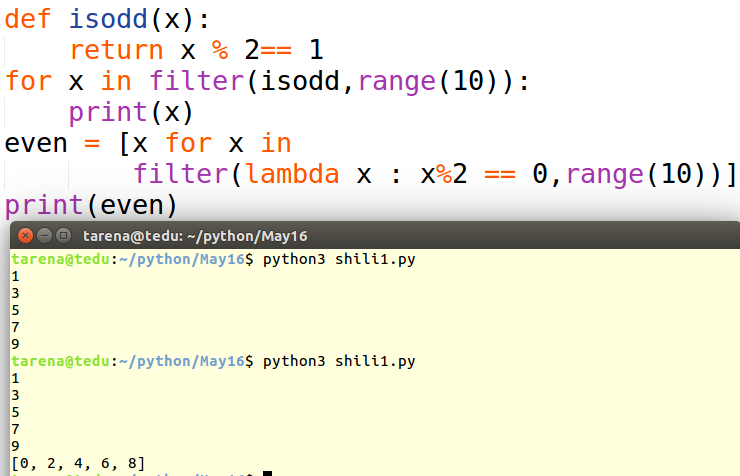 def isodd(x):
    return x % 2== 1
for x in filter(isodd,range(10)):
    print(x)
even = [x for x in
        filter(lambda x : x%2 == 0,range(10))]
print(even)
tarena@tedu: ~/python/May16
tarena@tedu:~/python/May16$ python3 shili1.py
1
3
5
7
9
tarena@tedu:~/python/May16$ python3 shili1.py
1
3
5
7
9
[0, 2, 4, 6, 8]